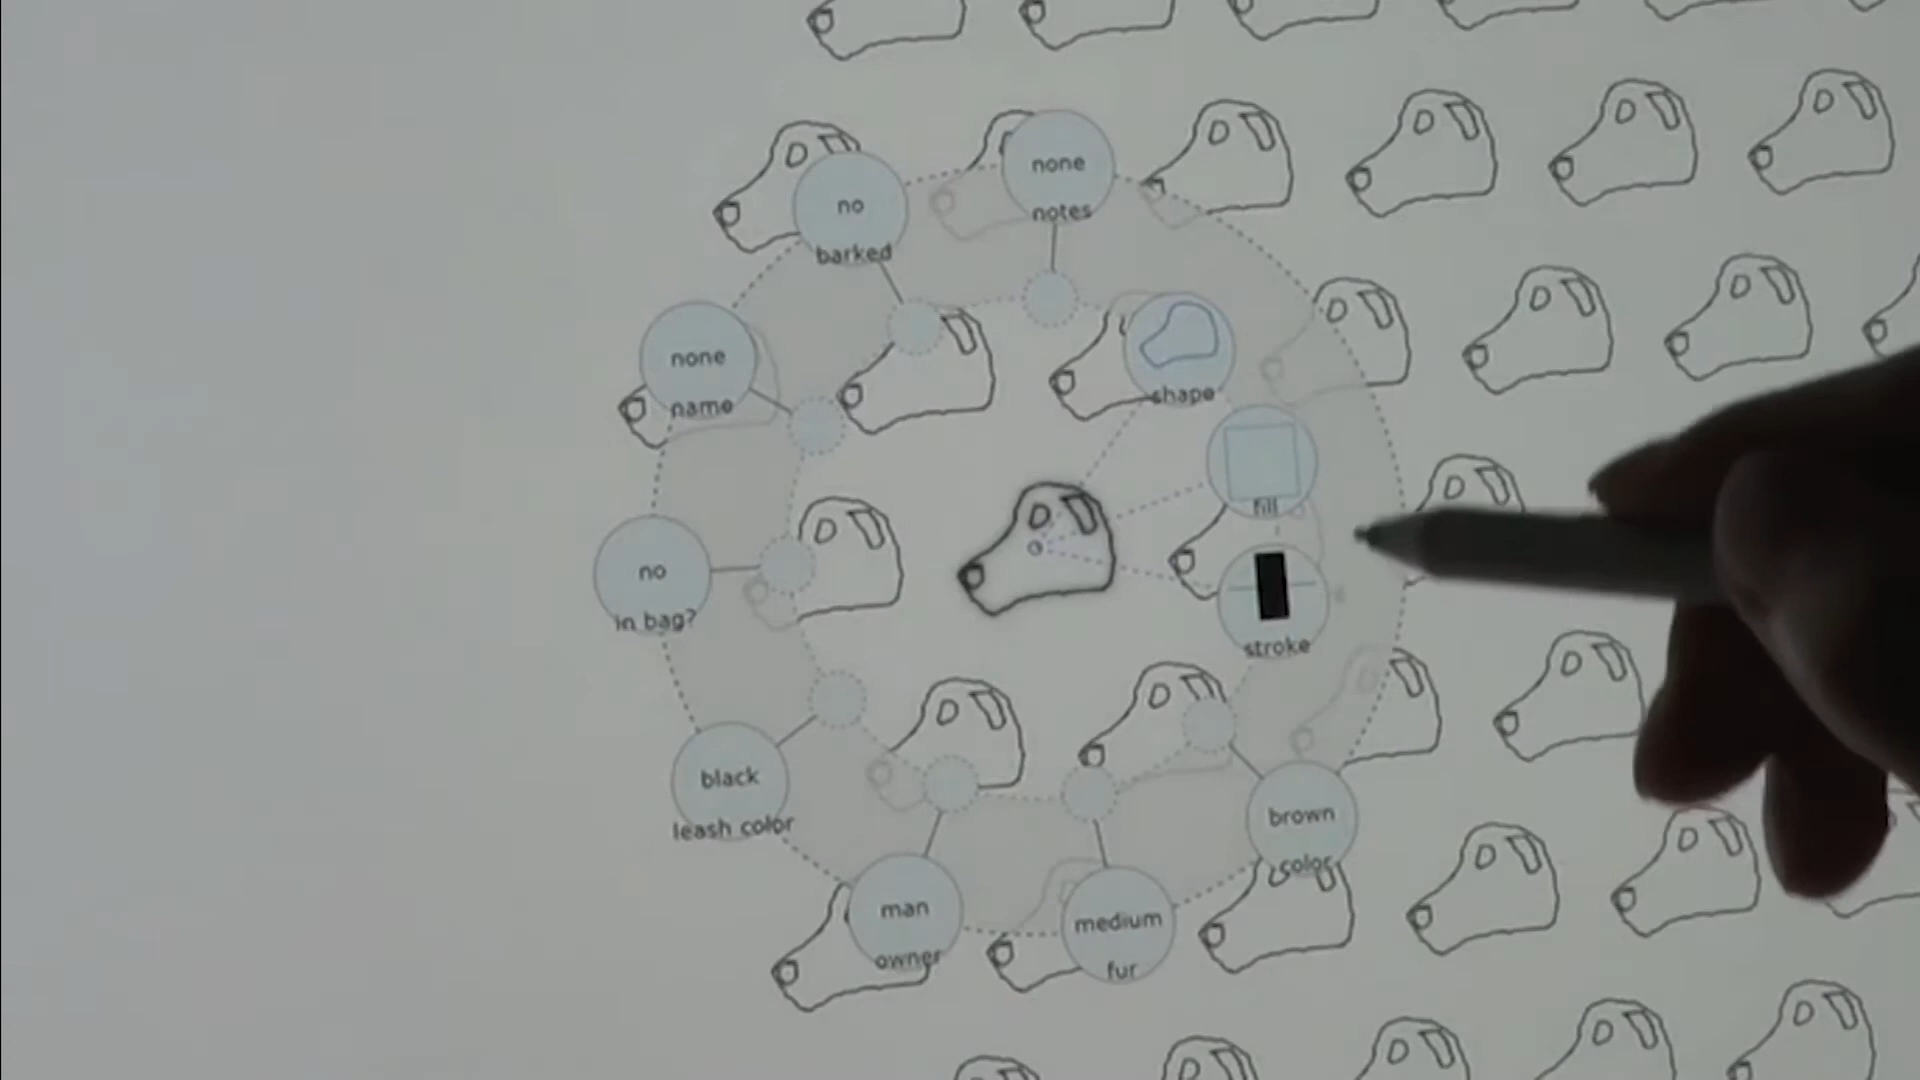 none
notes
no
barked
none
name
shape
fill
no
in bag?
stroke
black
leash color
brown
color
man
owner
medium
fur